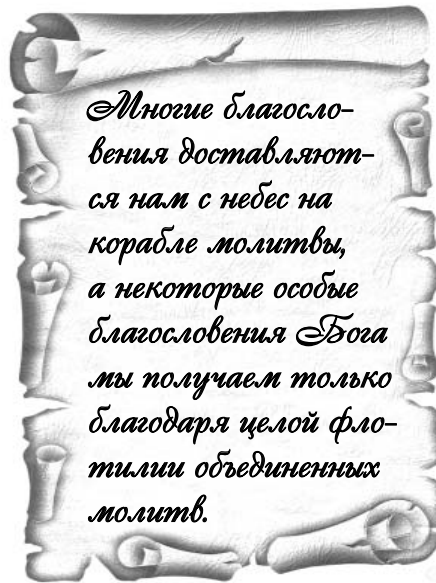 Многие благосло-
вения доставляют-
ся нам с небес на
корабле молитвы,
а некоторые особые
благословения Бога
мы получаем только
благодаря целой фло-
тилии объединенных
молитв.